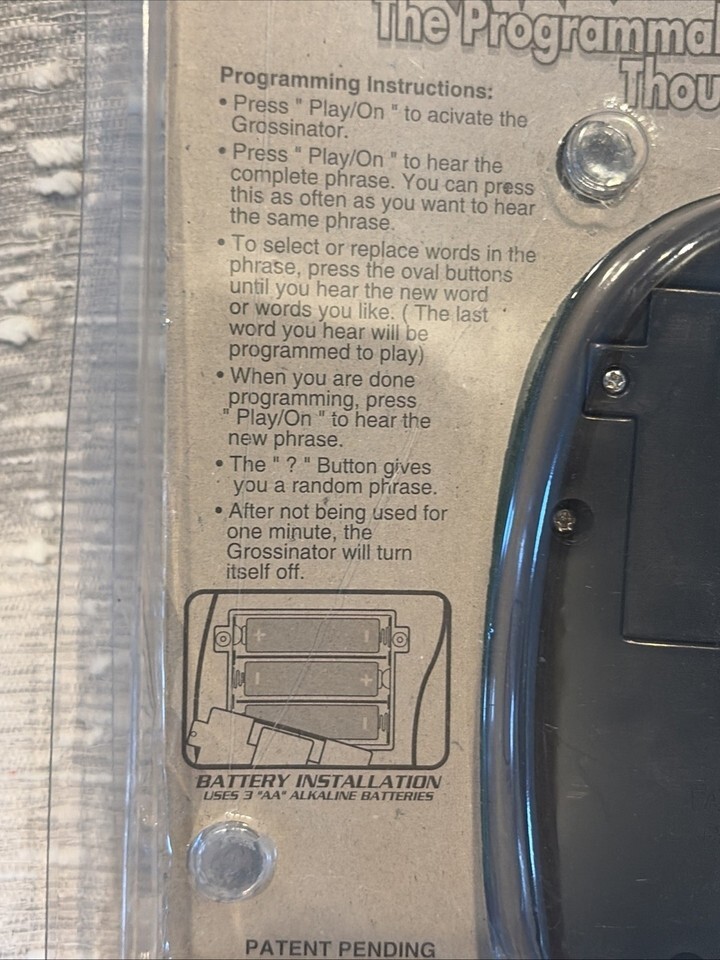 The Programma
Thou
Programming Instructions:
• Press " Play/On " to acivate the
Grossinator.
• Press " Play/On " to hear the
complete phrase. You can press
this as often as you want to hear
the same phrase.
• To select or replace words in the
phrase, press the oval buttons
until you hear the new word
or words you like. ( The last
word you hear will be
programmed to play)
• When you are done
programming, press
" Play/On " to hear the
new phrase.
• The " ? " Button gives
you a random phrase.
• After not being used for
one minute, the
Grossinator will turn
itself off.
+ -
- +
-
BATTERY INSTALLATION
USES 3 "AA" ALKALINE BATTERIES
PATENT PENDING